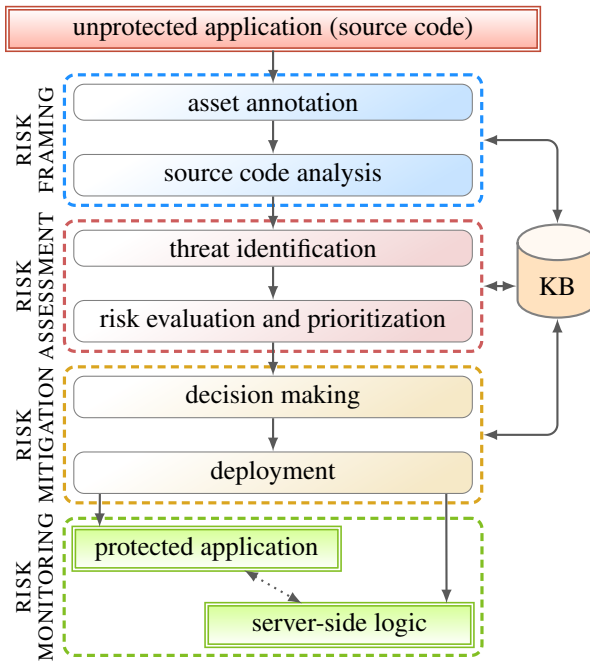 unprotected application (source code)
RISK
FRAMING
asset annotation
source code analysis
RISK
ASSESSMENT
threat identification
risk evaluation and prioritization
KB
RISK
MITIGATION
decision making
deployment
RISK
MONITORING
protected application
server-side logic